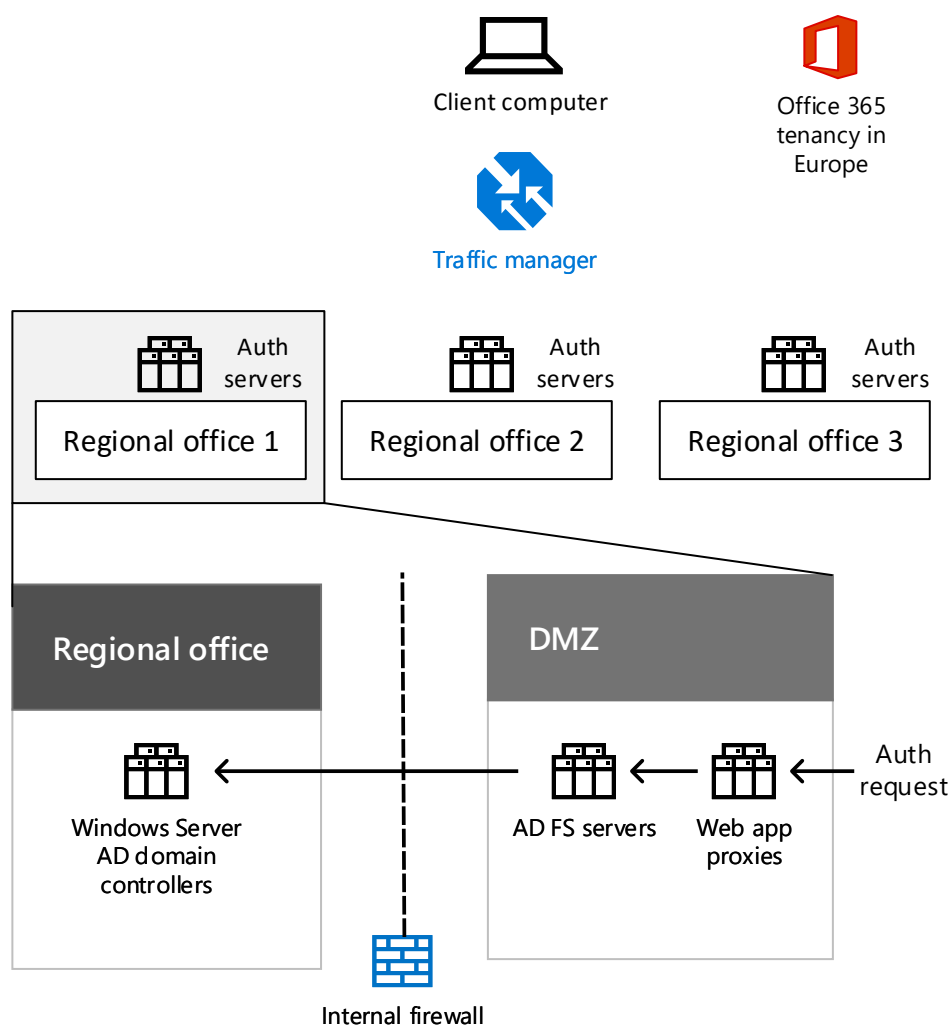 Client computer
Office 365
tenancy in
Europe
Traffic manager
Auth
servers
Regional office 1
Auth
servers
Regional office 2
Auth
servers
Regional office 3
Regional office
DMZ
Windows Server
AD domain
controllers
AD FS servers
Web app
proxies
Auth
request
Internal firewall